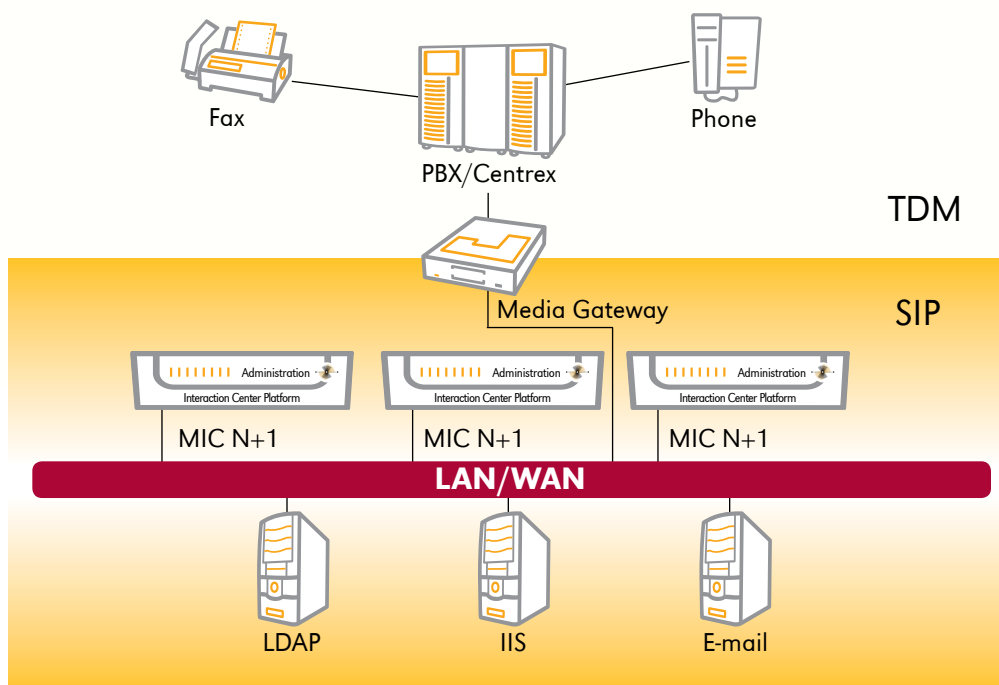 Fax
Phone
PBX/Centrex
TDM
Media Gateway
SIP
Administration
Interaction Center Platform
Administration
Interaction Center Platform
Administration
Interaction Center Platform
MIC N+1
MIC N+1
MIC N+1
LAN/WAN
LDAP
IIS
E-mail